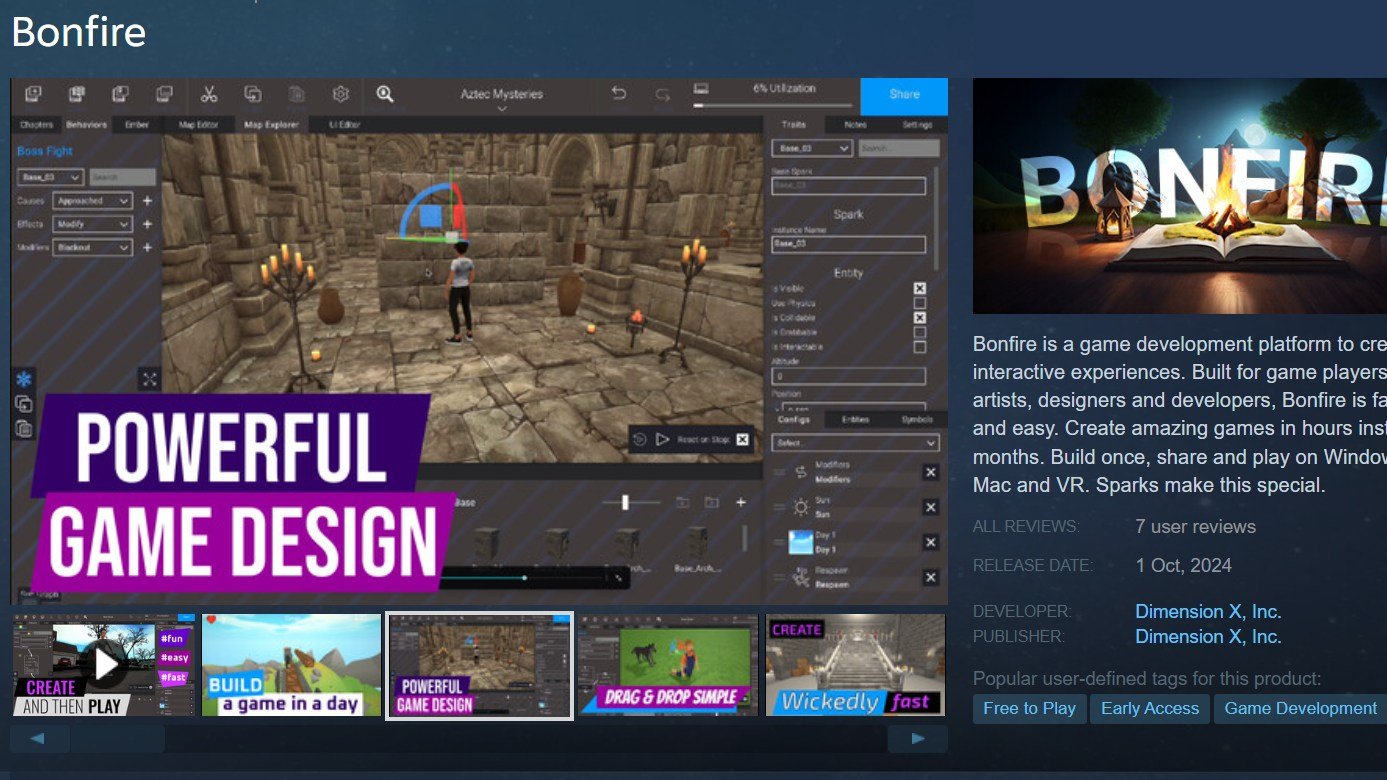 Bonfire
Aztec Mysteries
6% Utilization
Share
Chapters Behaviors Ember Map Editor Map Explorer UI Editor
Traits Notes Settings
Boss Fight
Base_03 Search
Causes Approached
Effects Modify
Modifiers Blackout
Base_03 Search...
Base Spark
Base_03
Spark
Instance Name
Base_03
Entity
Is Visible
Use Physics
Is Collidable
Is Grabbable
Is Interactable
Altitude
0
Position
Configs Entities Symbols
Select...
Reset on Stop:
Modifiers
Modifiers
Sun
Sun
Day 1
Day 1
Respawn
Respawn
Base
Base_Arch_...
POWERFUL
GAME DESIGN
CREATE
AND THEN PLAY
#fun
#easy
#fast
BUILD
a game in a day
POWERFUL
GAME DESIGN
DRAG & DROP SIMPLE
CREATE
Wickedly fast
BONFIRE
Bonfire is a game development platform to cre
interactive experiences. Built for game players
artists, designers and developers, Bonfire is fa
and easy. Create amazing games in hours inst
months. Build once, share and play on Window
Mac and VR. Sparks make this special.
ALL REVIEWS: 7 user reviews
RELEASE DATE: 1 Oct, 2024
DEVELOPER: Dimension X, Inc.
PUBLISHER: Dimension X, Inc.
Popular user-defined tags for this product:
Free to Play Early Access Game Development